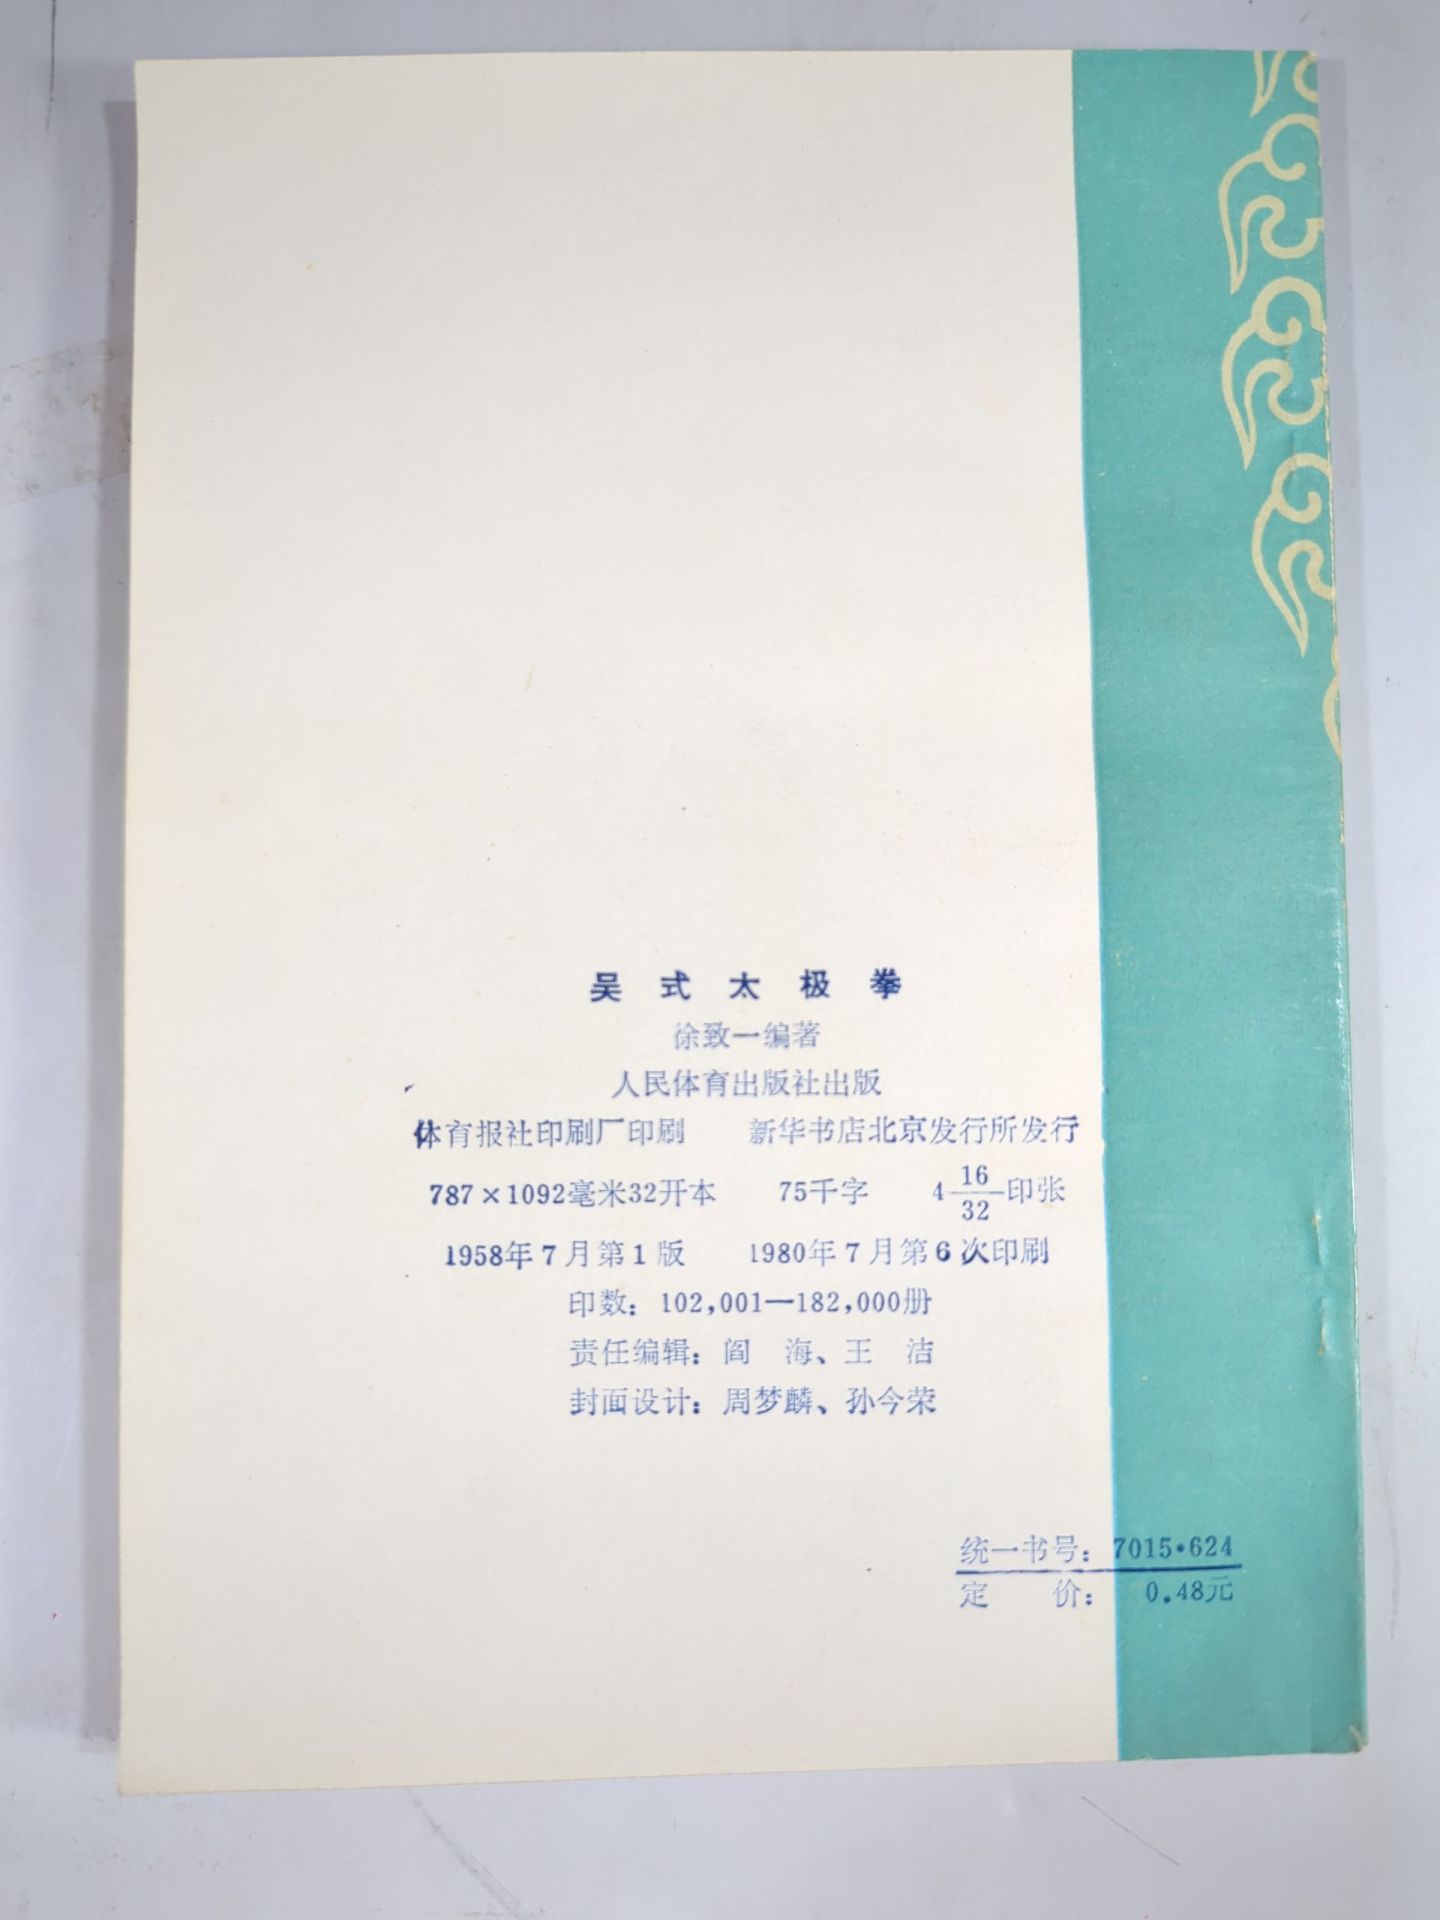 吴式太极拳
徐致一编著
人民体育出版社出版
体育报社印刷厂印刷 新华书店北京发行所发行
787×1092毫米32开本 75千字 4 16/32 印张
1958年7月第1版 1980年7月第6次印刷
印数：102,001—182,000册
责任编辑：阎 海、王 洁
封面设计：周梦麟、孙今荣
统一书号：7015·624
定 价： 0.48元